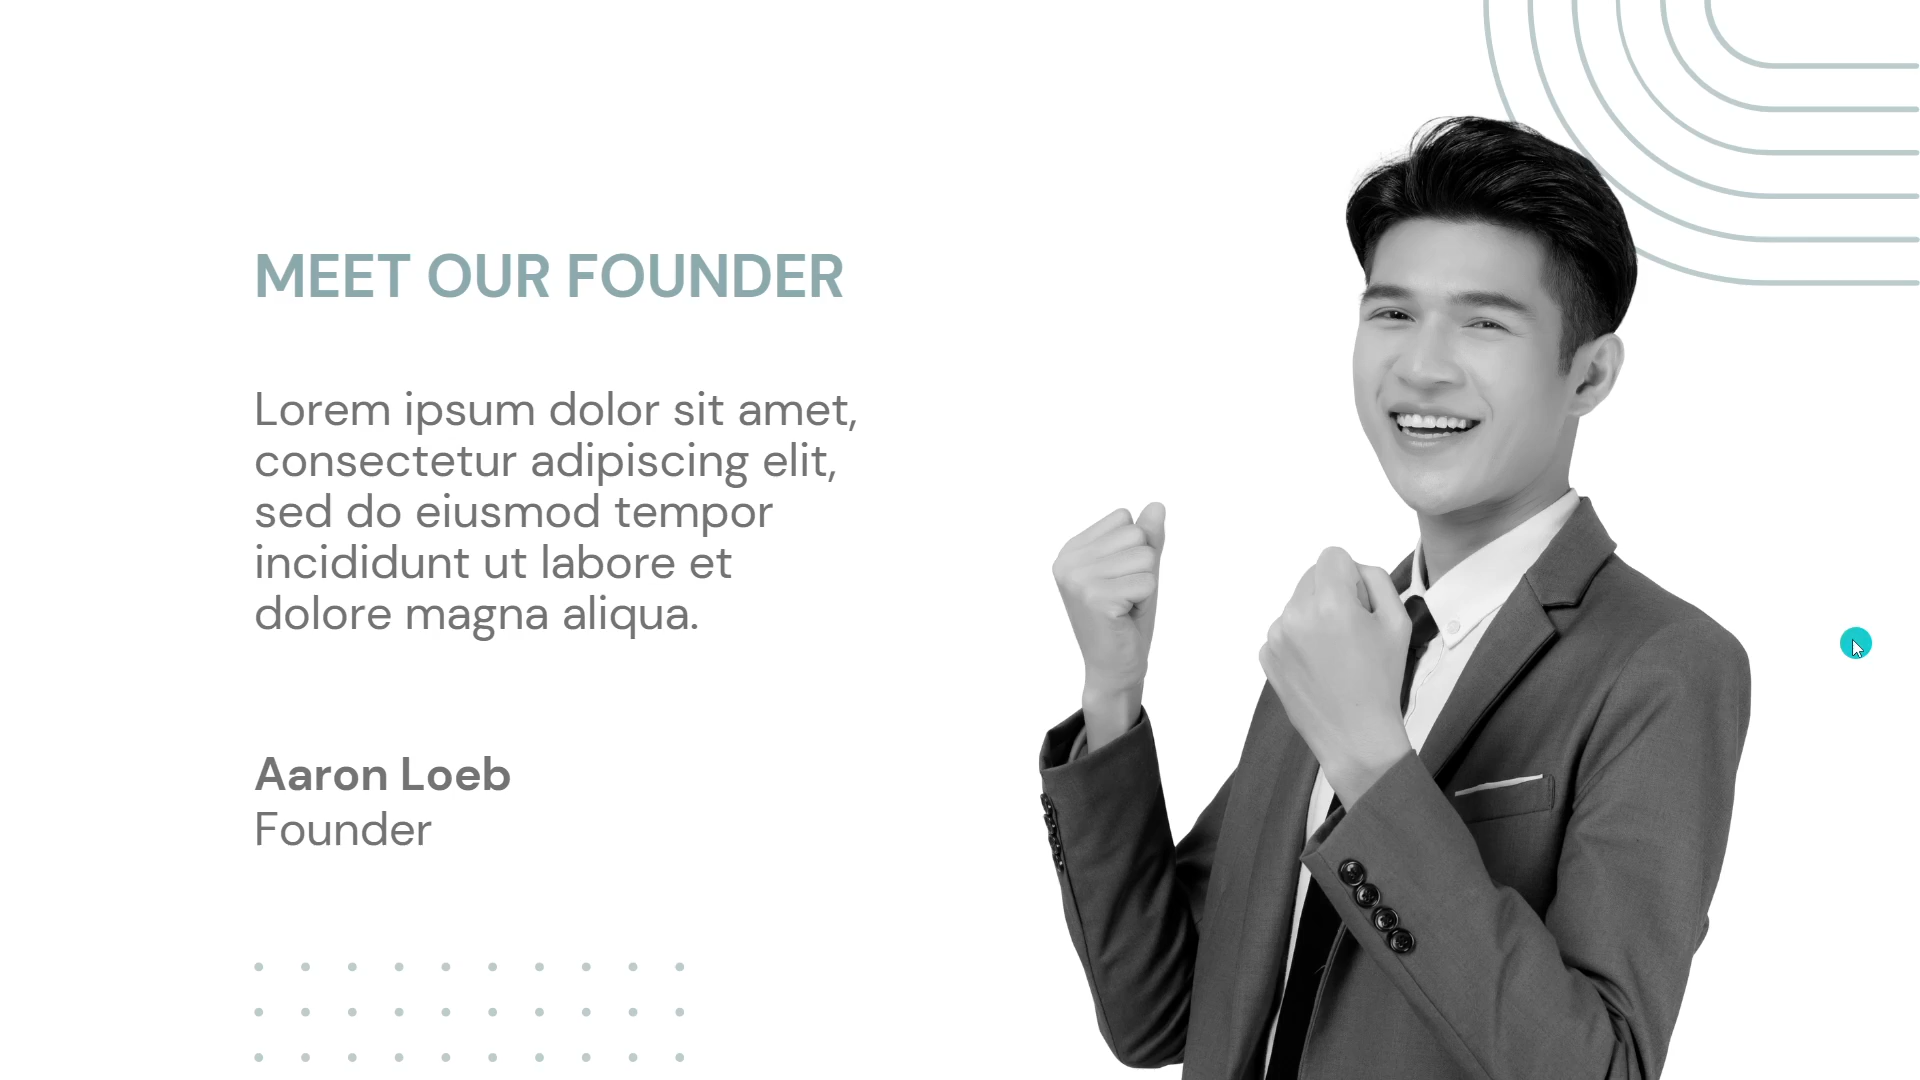 MEET OUR FOUNDER
Lorem ipsum dolor sit amet,
consectetur adipiscing elit,
sed do eiusmod tempor
incididunt ut labore et
dolore magna aliqua.
Aaron Loeb
Founder